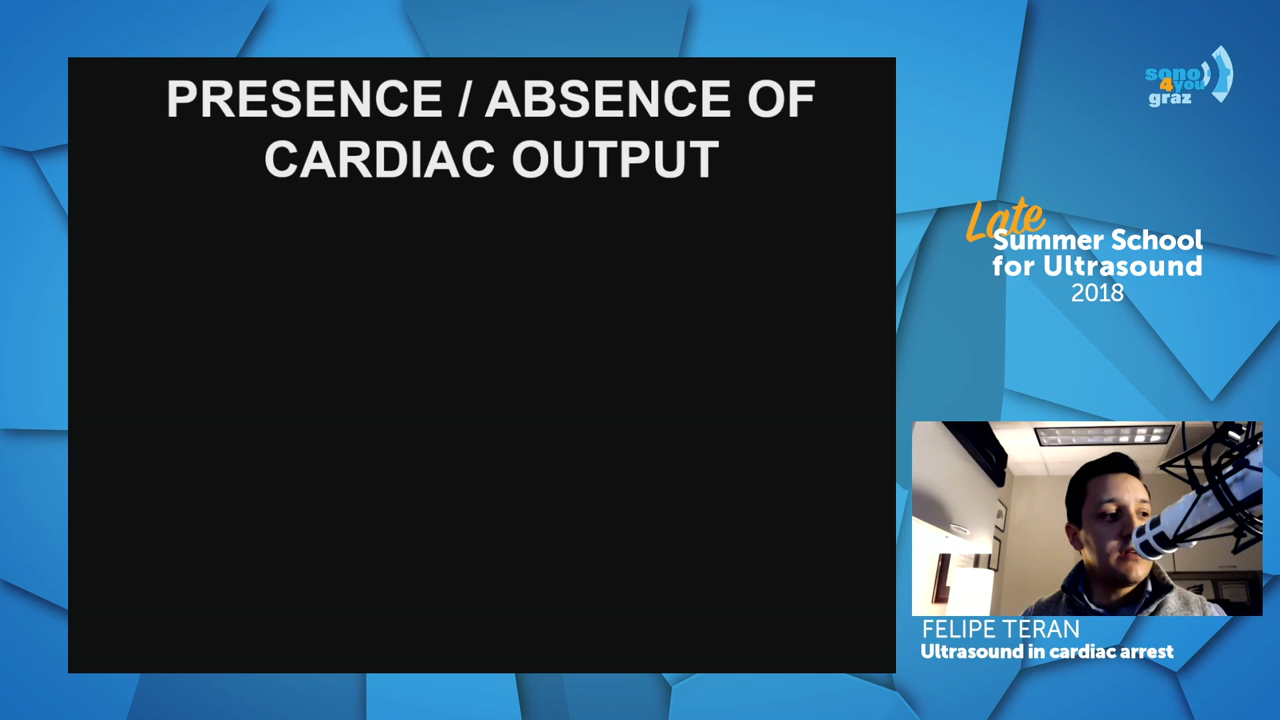 PRESENCE / ABSENCE OF
CARDIAC OUTPUT
sono
4you
graz
Late
Summer School
for Ultrasound
2018
FELIPE TERAN
Ultrasound in cardiac arrest